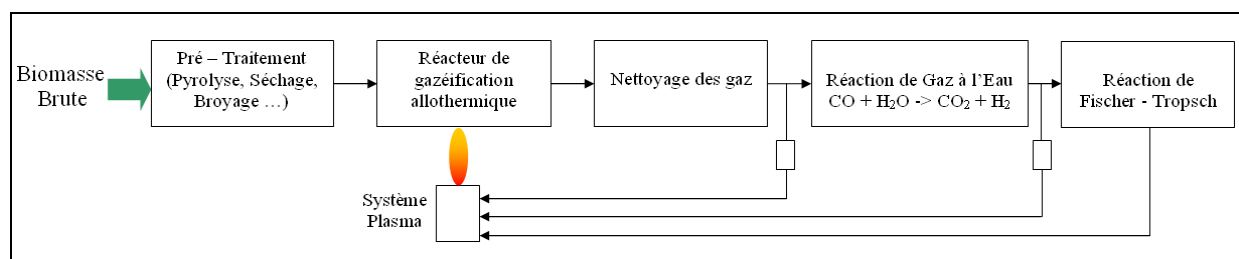 Biomasse
Brute
Pré – Traitement
(Pyrolyse, Séchage,
Broyage …)
Réacteur de
gazéification
allothermique
Nettoyage des gaz
Réaction de Gaz à l’Eau
CO + H₂O -> CO₂ + H₂
Réaction de
Fischer - Tropsch
Système
Plasma